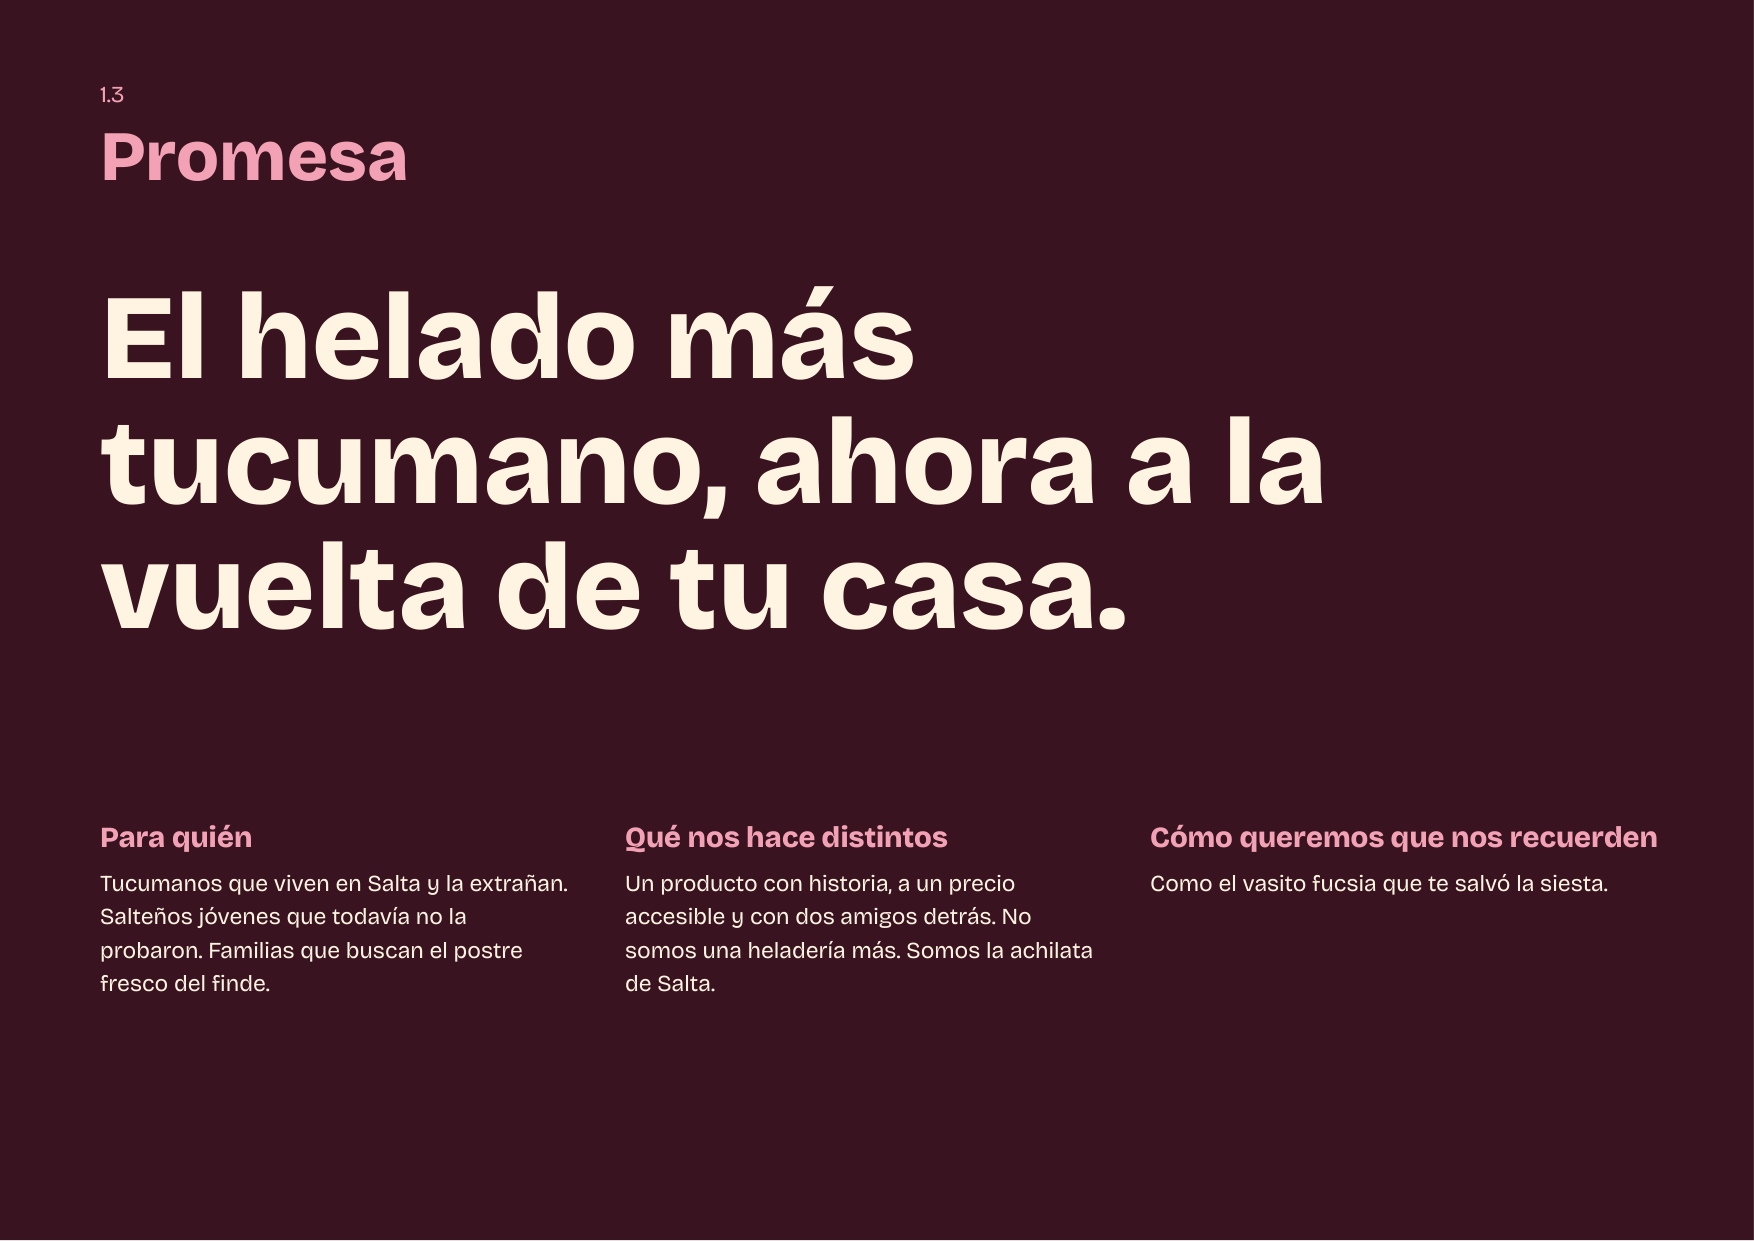 1.3
Promesa
El helado más
tucumano, ahora a la
vuelta de tu casa.
Para quién
Tucumanos que viven en Salta y la extrañan.
Salteños jóvenes que todavía no la
probaron. Familias que buscan el postre
fresco del finde.
Qué nos hace distintos
Un producto con historia, a un precio
accesible y con dos amigos detrás. No
somos una heladería más. Somos la achilata
de Salta.
Cómo queremos que nos recuerden
Como el vasito fucsia que te salvó la siesta.